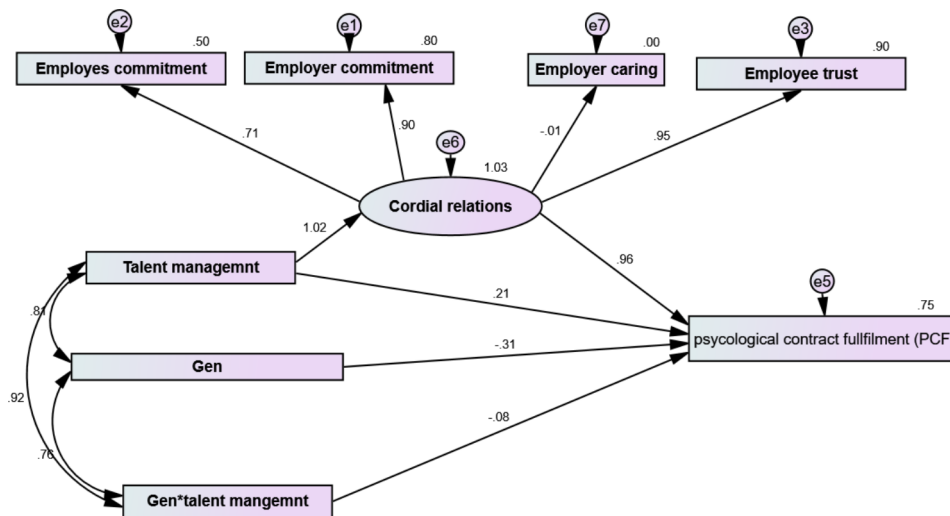 e2
e1
e7
e3
.50
.80
.00
.90
Employes commitment
Employer commitment
Employer caring
Employee trust
.71
.90
-.01
.95
e6
1.03
Cordial relations
1.02
.96
Talent managemnt
.21
e5
.75
.81
psycological contract fullfilment (PCF
-.31
Gen
.92
-.08
.76
Gen*talent mangemnt